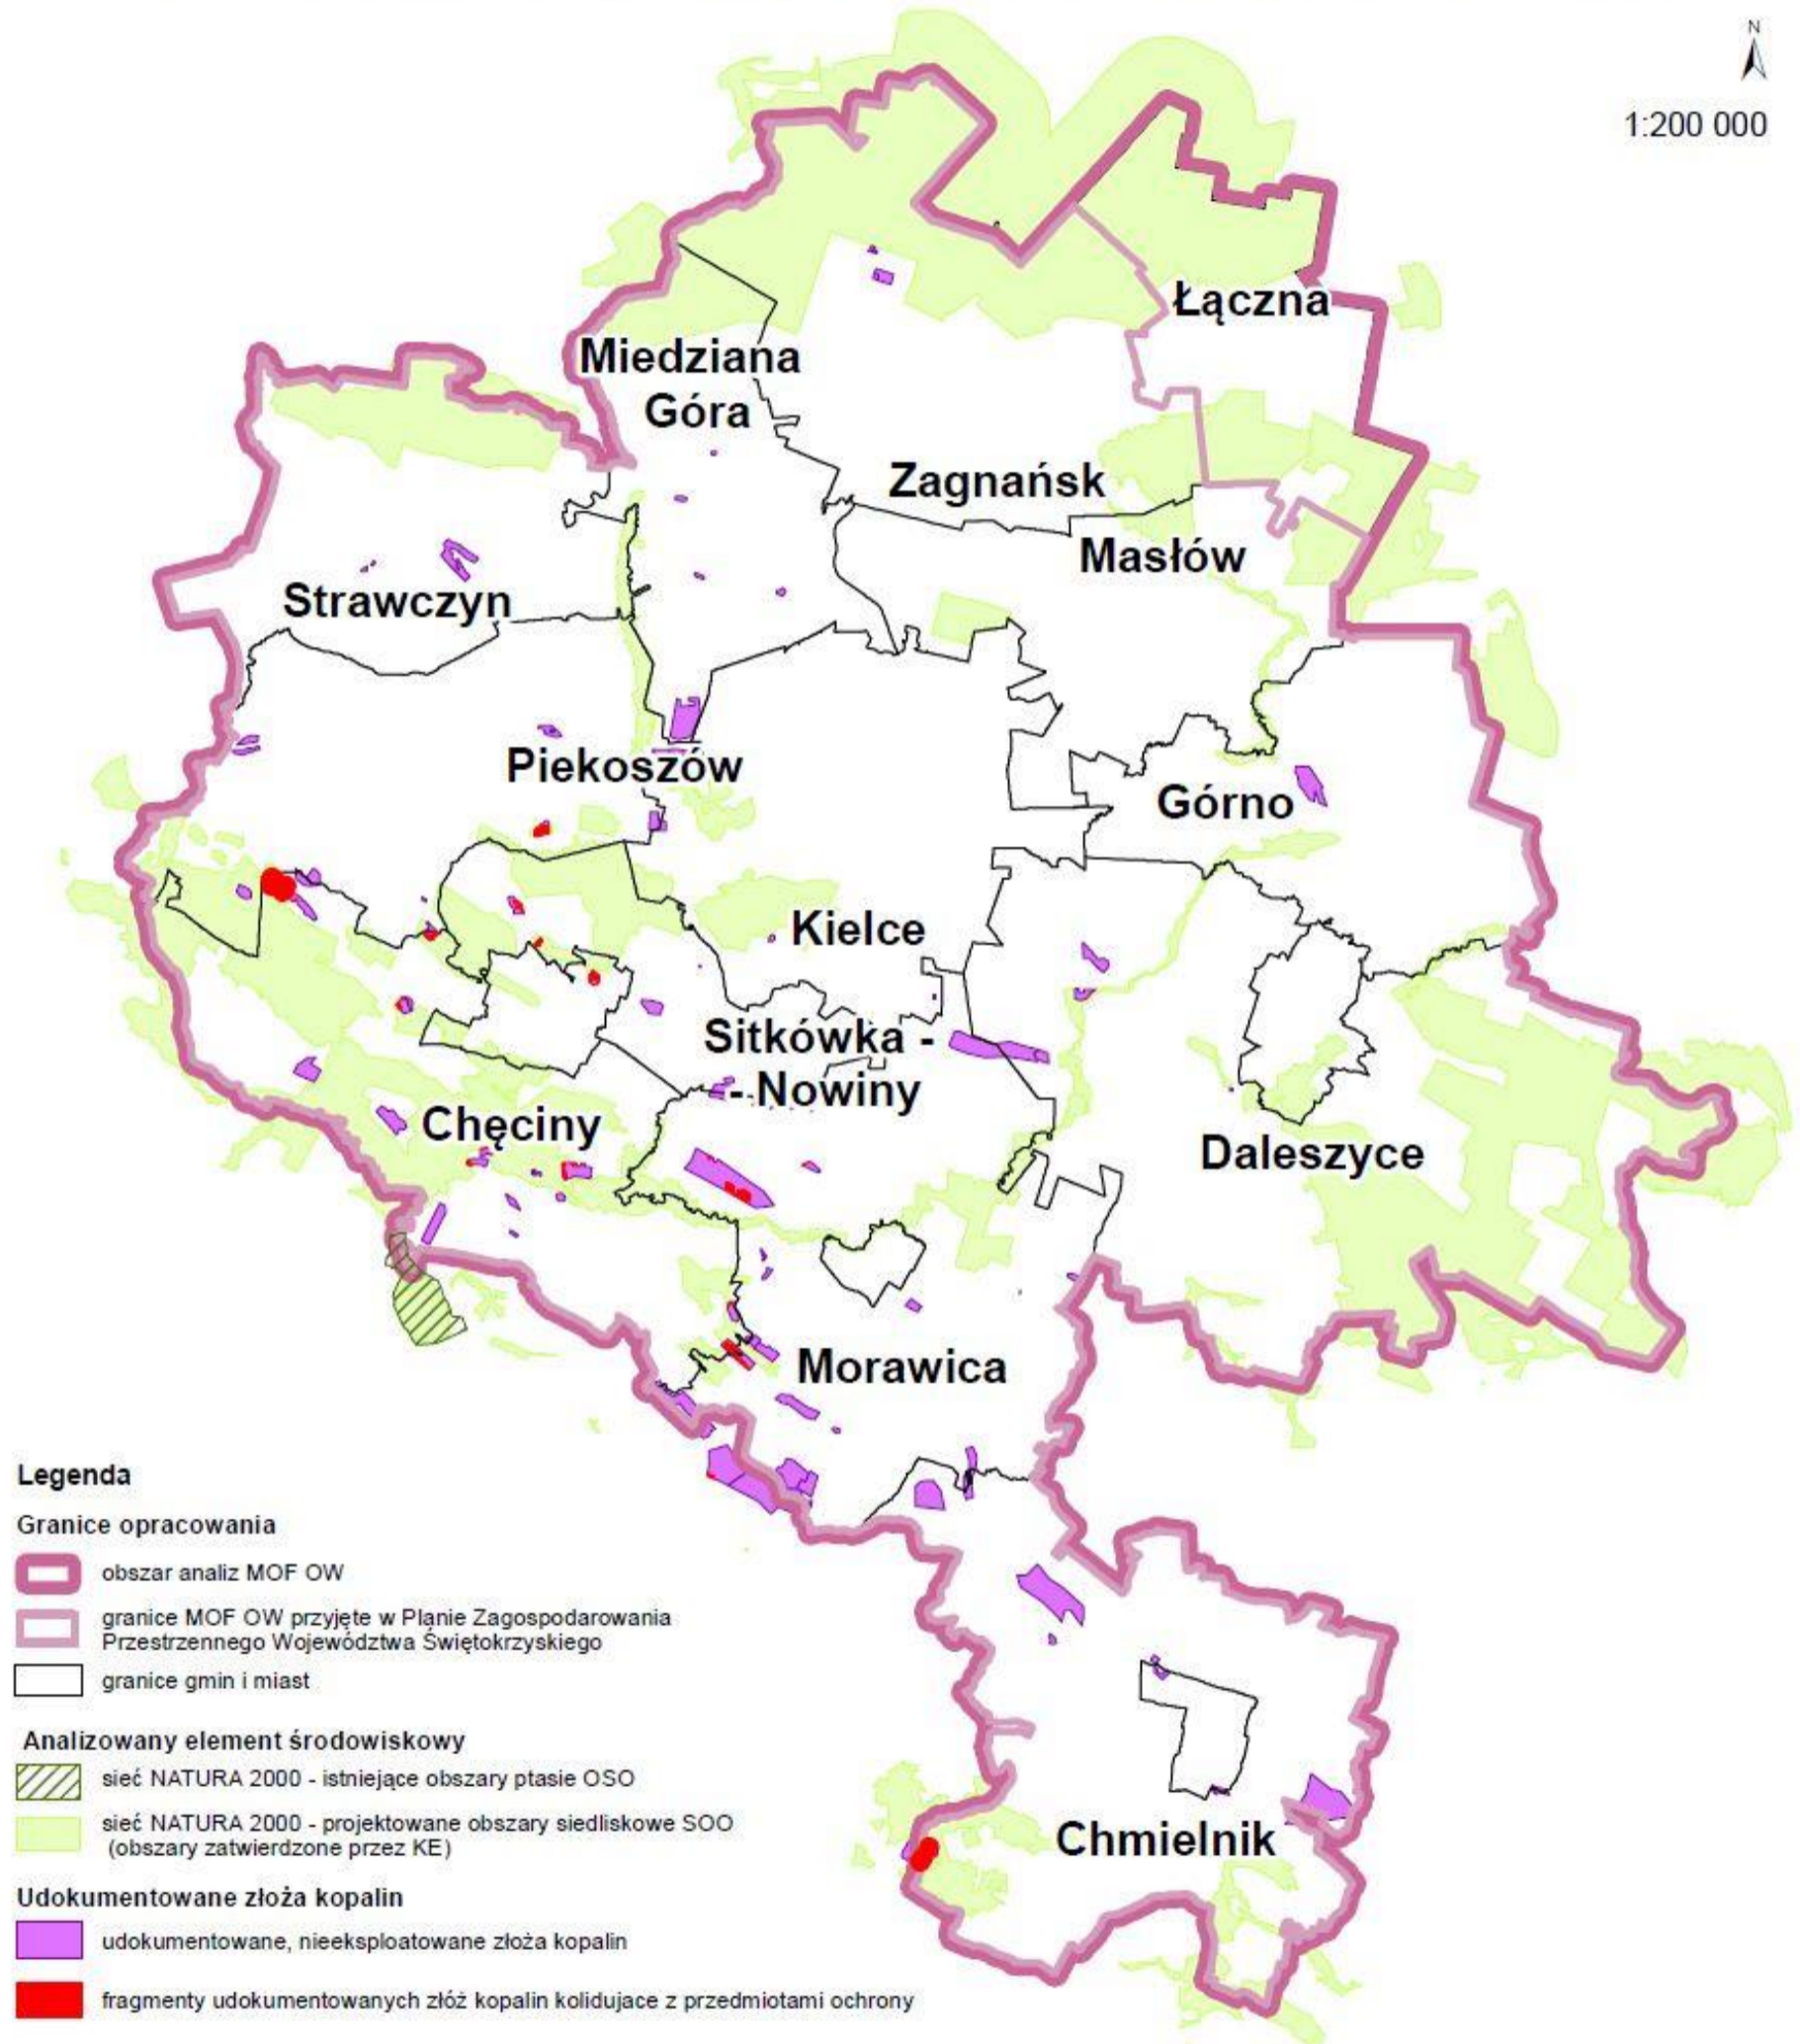 N
1:200 000
Łączna
Miedziana
Góra
Zagnańsk
Masłów
Strawczyn
Piekoszów
Górno
Kielce
Sitkówka -
- Nowiny
Chęciny
Daleszyce
Morawica
Chmielnik
Legenda
Granice opracowania
obszar analiz MOF OW
granice MOF OW przyjęte w Planie Zagospodarowania
Przestrzennego Województwa Świętokrzyskiego
granice gmin i miast
Analizowany element środowiskowy
sieć NATURA 2000 - istniejące obszary ptasie OSO
sieć NATURA 2000 - projektowane obszary siedliskowe SOO
(obszary zatwierdzone przez KE)
Udokumentowane złoża kopalin
udokumentowane, nieeksploatowane złoża kopalin
fragmenty udokumentowanych złóż kopalin kolidujace z przedmiotami ochrony